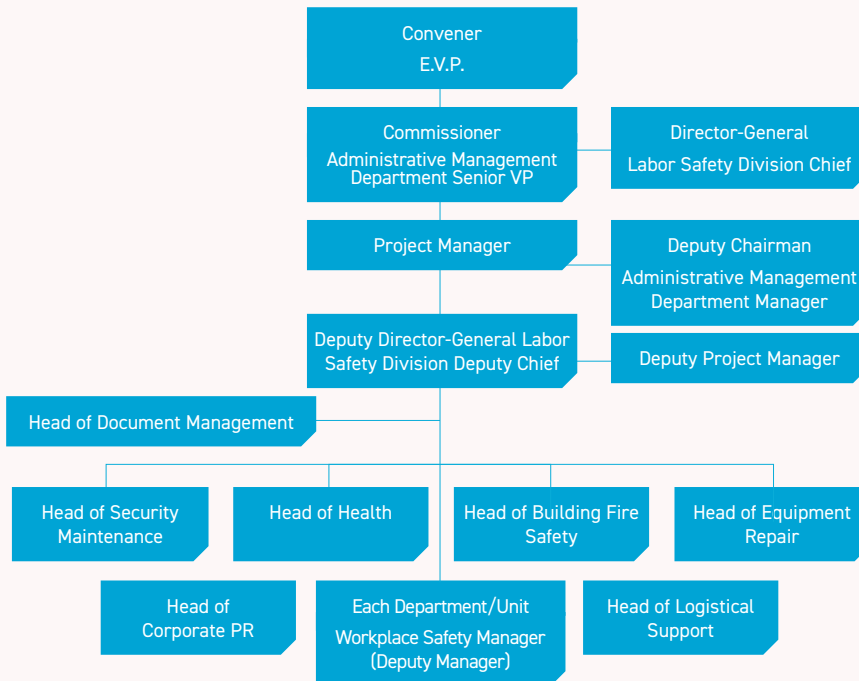 Convener
E.V.P.
Commissioner
Administrative Management
Department Senior VP
Director-General
Labor Safety Division Chief
Project Manager
Deputy Chairman
Administrative Management
Department Manager
Deputy Director-General Labor
Safety Division Deputy Chief
Deputy Project Manager
Head of Document Management
Head of Security
Maintenance
Head of Health
Head of Building Fire
Safety
Head of Equipment
Repair
Head of
Corporate PR
Each Department/Unit
Workplace Safety Manager
(Deputy Manager)
Head of Logistical
Support